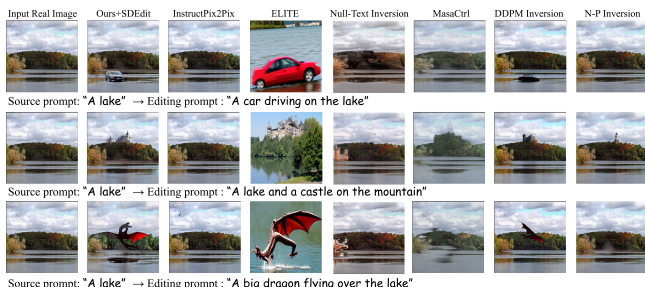 Input Real Image Ours+SDEdit InstructPix2Pix ELITE Null-Text Inversion MasaCtrl DDPM Inversion N-P Inversion
Source prompt: “A lake” → Editing prompt : “A car driving on the lake”
Source prompt: “A lake” → Editing prompt : “A lake and a castle on the mountain”
Source prompt: “A lake” → Editing prompt : “A big dragon flying over the lake”